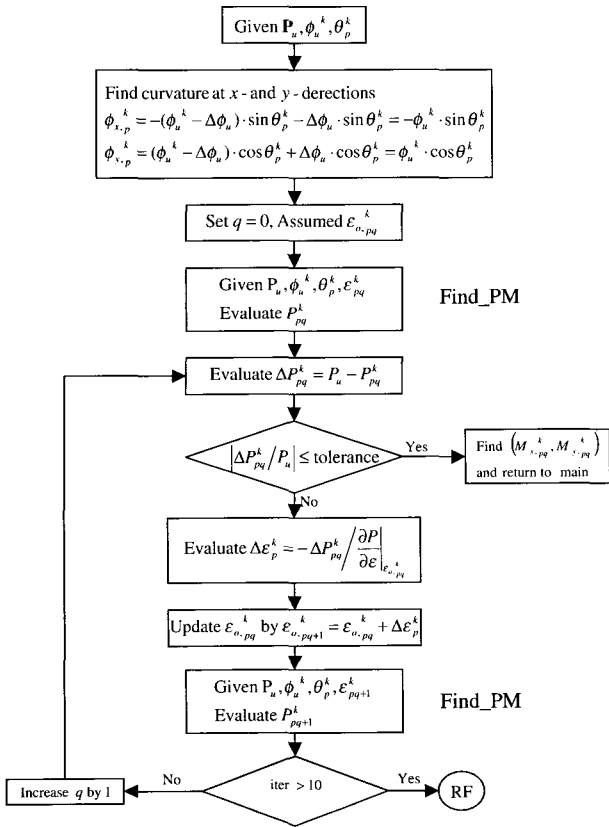 Given P_u, φ_u^k, θ_p^k
Find curvature at x - and y - derections
φ_{x,p}^k = -(φ_u^k - Δφ_u) · sin θ_p^k - Δφ_u · sin θ_p^k = -φ_u^k · sin θ_p^k
φ_{y,p}^k = (φ_u^k - Δφ_u) · cos θ_p^k + Δφ_u · cos θ_p^k = φ_u^k · cos θ_p^k
Set q = 0, Assumed ε_{o,pq}^k
Given P_u, φ_u^k, θ_p^k, ε_{pq}^k
Evaluate P_{pq}^k
Find_PM
Evaluate ΔP_{pq}^k = P_u - P_{pq}^k
|ΔP_{pq}^k / P_u| ≤ tolerance
Yes
Find (M_{x,pq}^k, M_{y,pq}^k)
and return to main
No
Evaluate Δε_p^k = -ΔP_{pq}^k / ∂P/∂ε |_{ε_{o,pq}^k}
Update ε_{o,pq}^k by ε_{o,pq+1}^k = ε_{o,pq}^k + Δε_p^k
Given P_u, φ_u^k, θ_p^k, ε_{pq+1}^k
Evaluate P_{pq+1}^k
Find_PM
iter > 10
Yes
RF
No
Increase q by 1